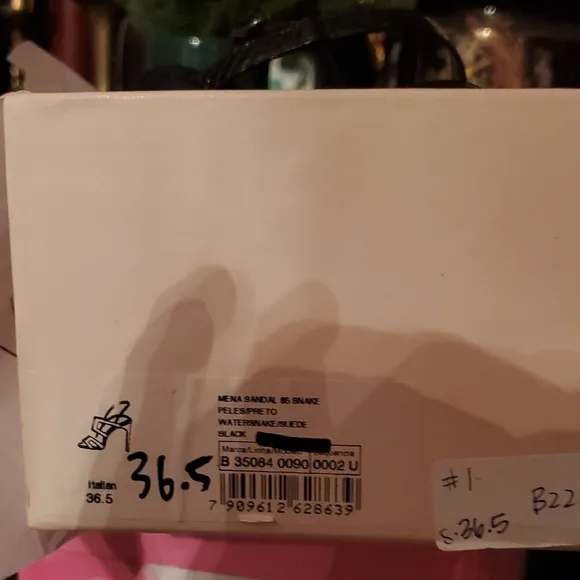 MENA SANDAL 85 SNAKE
PELES/PRETO
WATERSNAKE/SUEDE
BLACK
Marca/Linha/Modelo Sequencia
B 35084 0090 0002 U
Italian
36.5
36.5
7 909612 628639
#1
S.36.5 B22